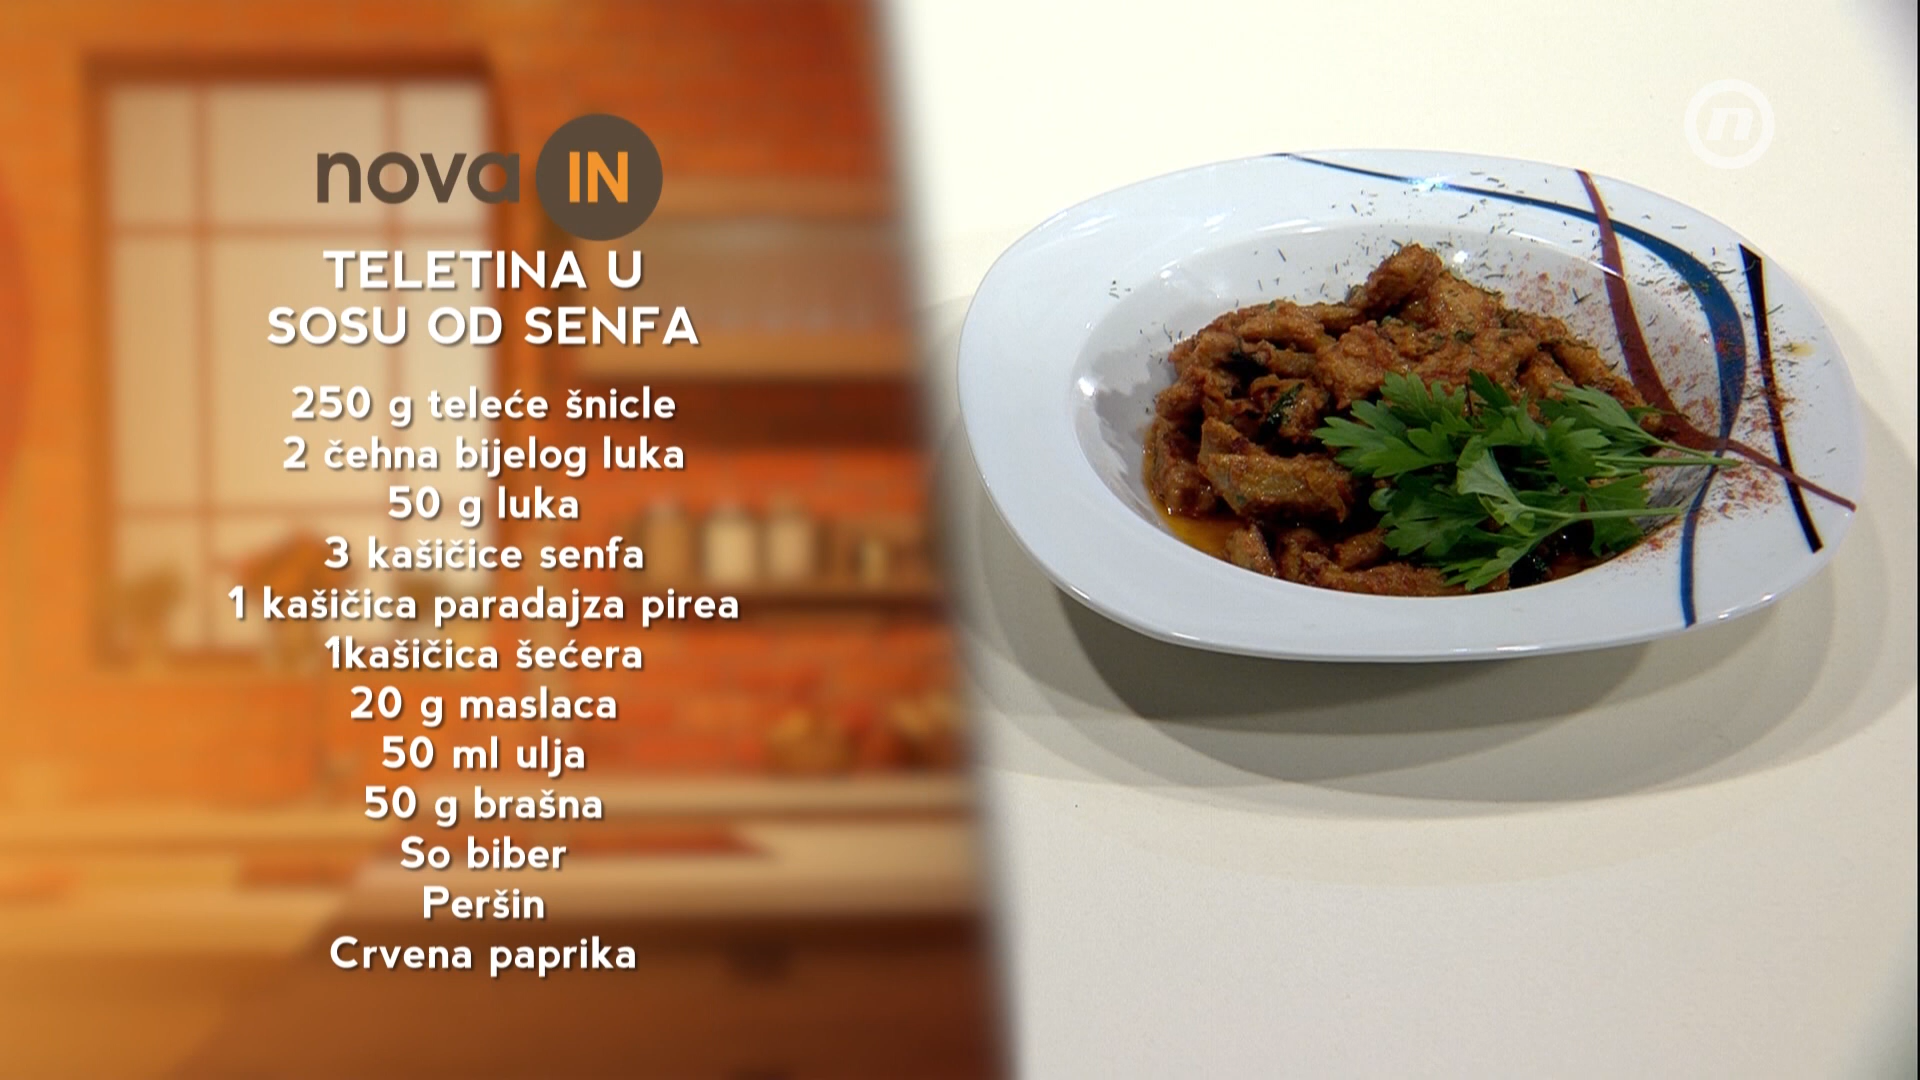 nova IN
TELETINA U
SOSU OD SENFA
250 g teleće šnicle
2 čehna bijelog luka
50 g luka
3 kašičice senfa
1 kašičica paradajza pirea
1kašičica šećera
20 g maslaca
50 ml ulja
50 g brašna
So biber
Peršin
Crvena paprika
n